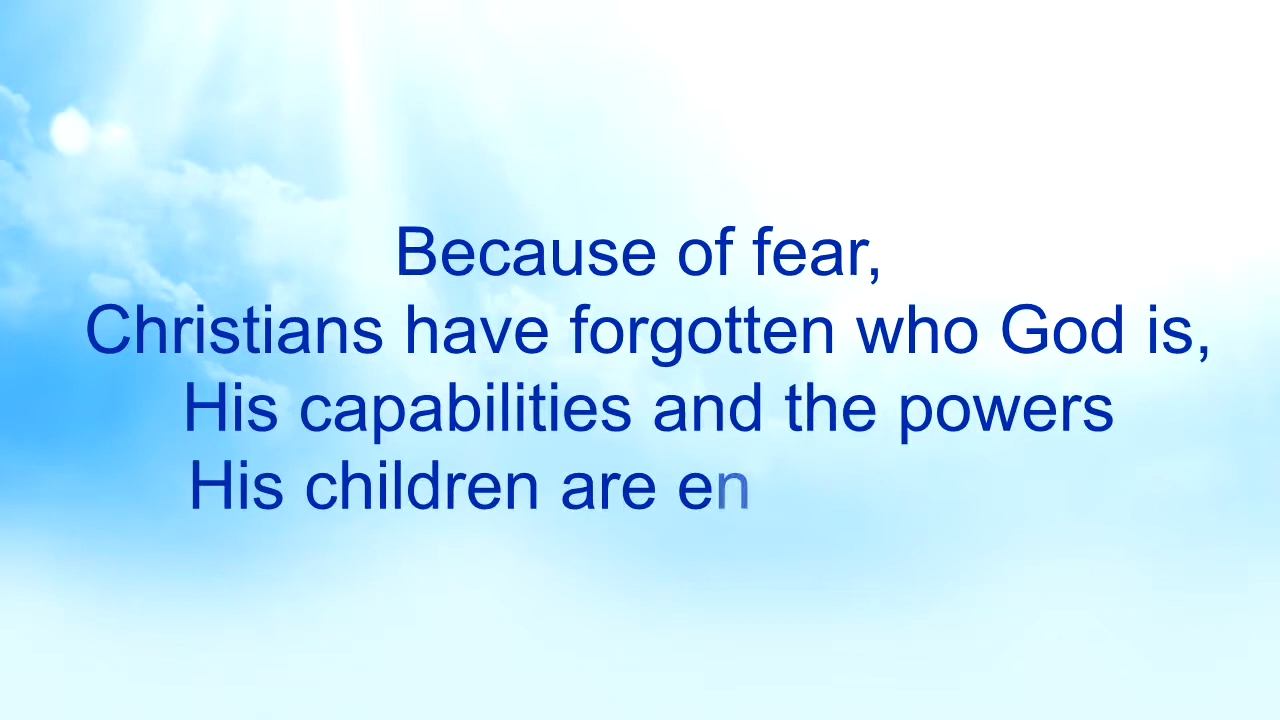 Because of fear,
Christians have forgotten who God is,
His capabilities and the powers
His children are en